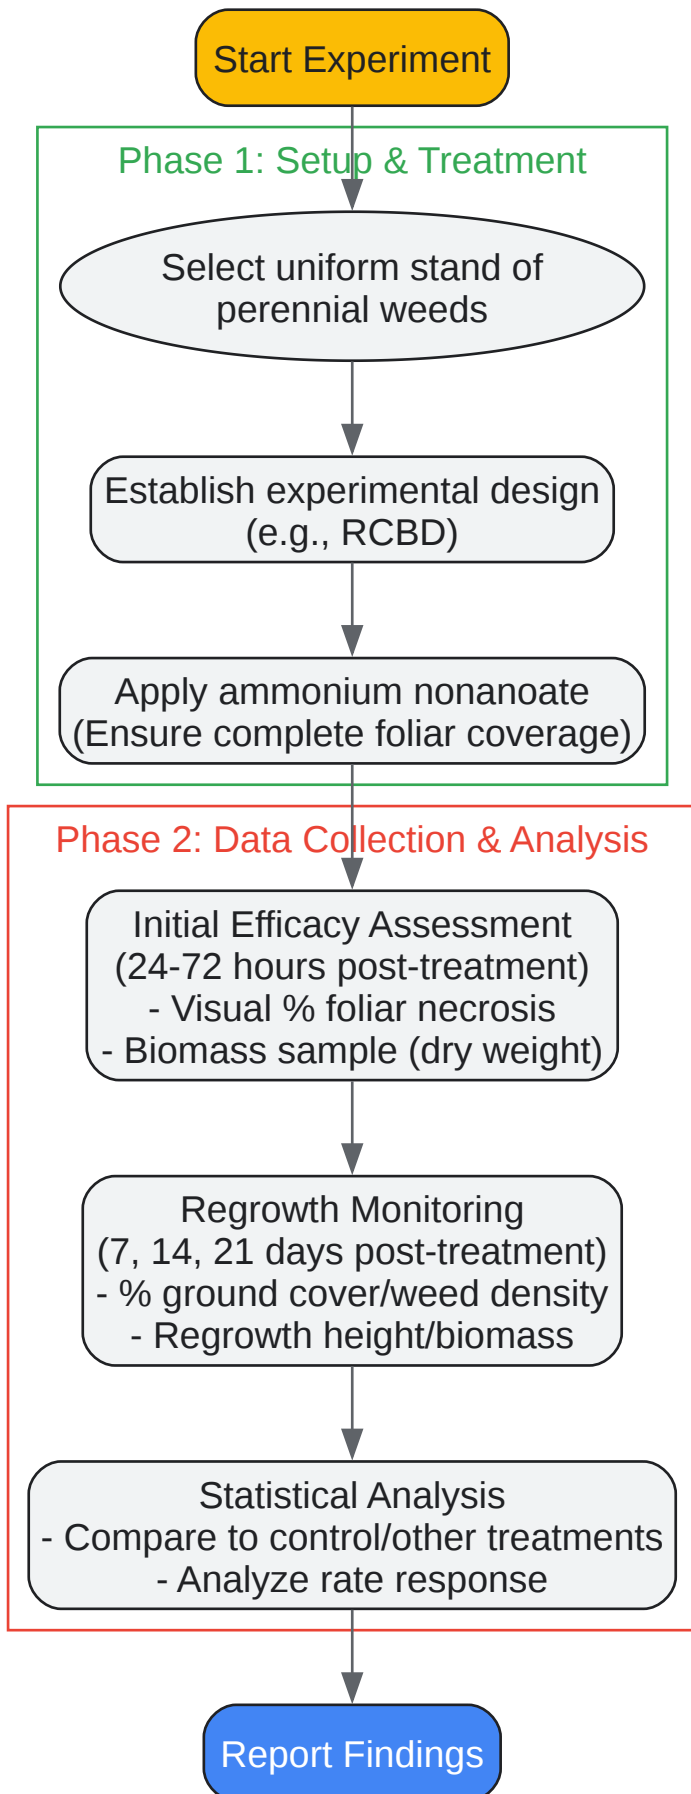 Start Experiment
Phase 1: Setup & Treatment
Select uniform stand of
perennial weeds
Establish experimental design
(e.g., RCBD)
Apply ammonium nonanoate
(Ensure complete foliar coverage)
Phase 2: Data Collection & Analysis
Initial Efficacy Assessment
(24-72 hours post-treatment)
- Visual % foliar necrosis
- Biomass sample (dry weight)
Regrowth Monitoring
(7, 14, 21 days post-treatment)
- % ground cover/weed density
- Regrowth height/biomass
Statistical Analysis
- Compare to control/other treatments
- Analyze rate response
Report Findings